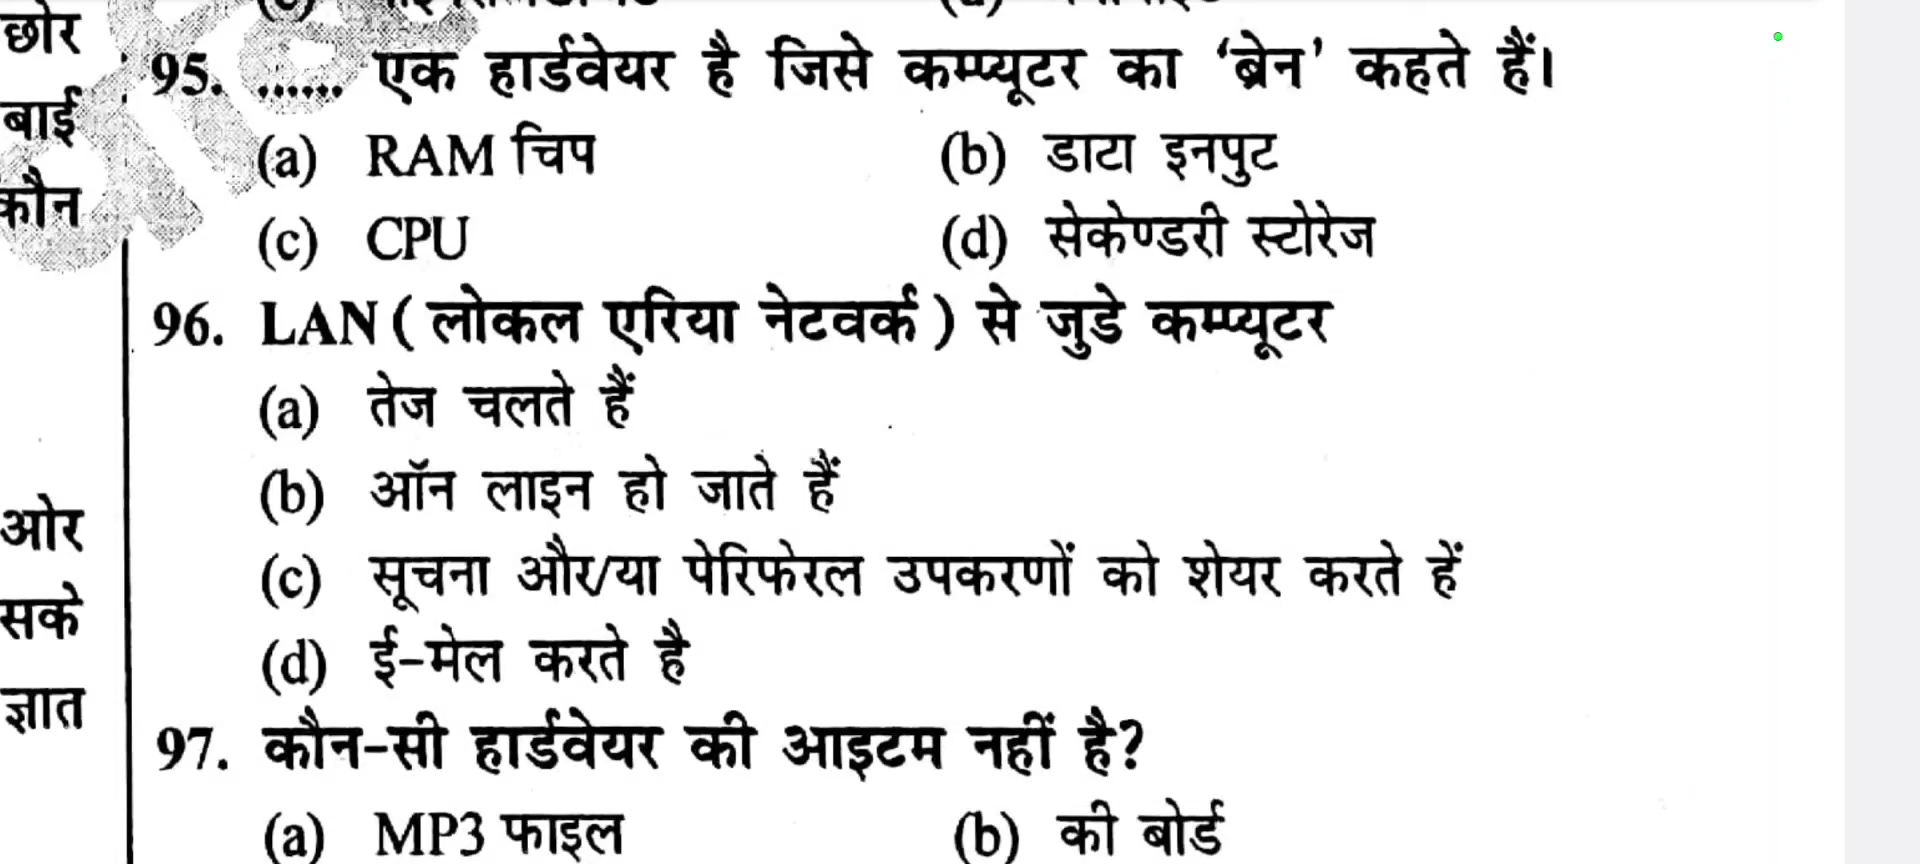 छोर
बाई
कौन
ओर
सके
ज्ञात
95. ...... एक हार्डवेयर है जिसे कम्प्यूटर का ‘ब्रेन’ कहते हैं।
(a) RAM चिप (b) डाटा इनपुट
(c) CPU (d) सेकेण्डरी स्टोरेज
96. LAN ( लोकल एरिया नेटवर्क ) से जुडे कम्प्यूटर
(a) तेज चलते हैं
(b) ऑन लाइन हो जाते हैं
(c) सूचना और/या पेरिफेरल उपकरणों को शेयर करते हें
(d) ई-मेल करते है
97. कौन-सी हार्डवेयर की आइटम नहीं है?
(a) MP3 फाइल (b) की बोर्ड